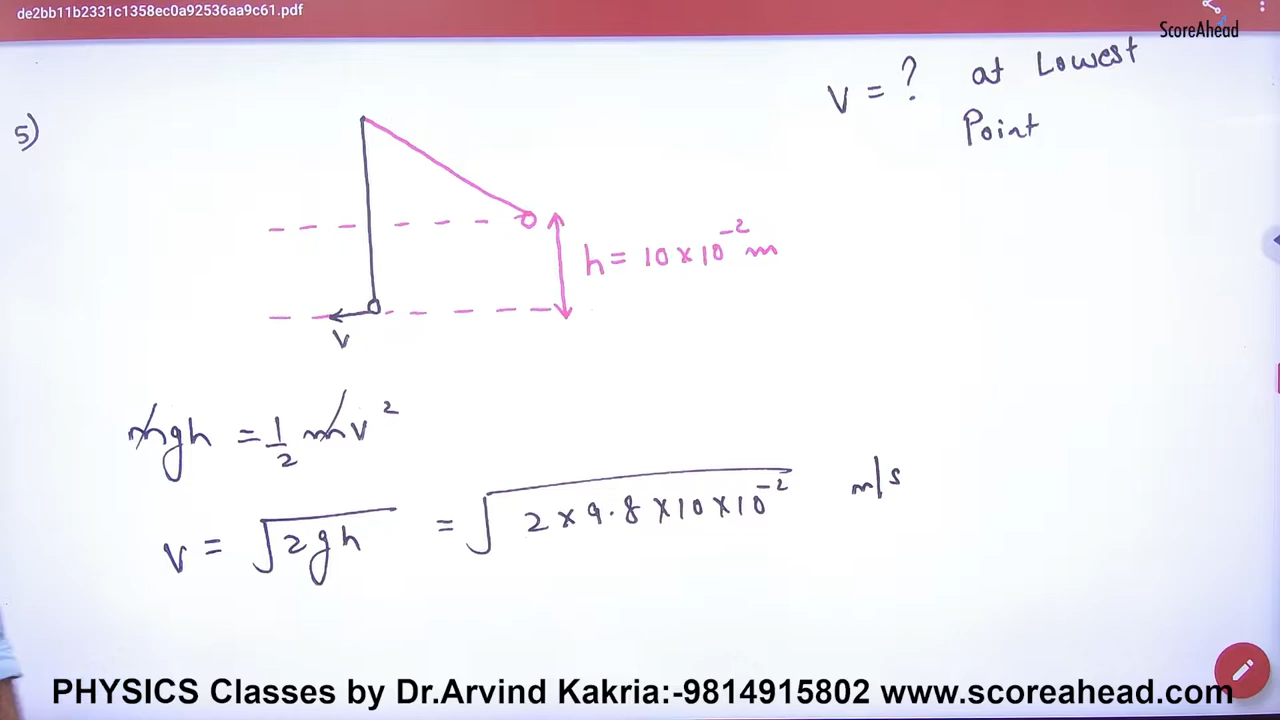 de2bb11b2331c1358ec0a92536aa9c61.pdf
ScoreAhead
V = ? at Lowest
Point
5)
h = 10 × 10⁻² m
V
mgh = 1/2 mv²
V = √2gh = √2 × 9.8 × 10 × 10⁻² m/s
PHYSICS Classes by Dr.Arvind Kakria:-9814915802 www.scoreahead.com